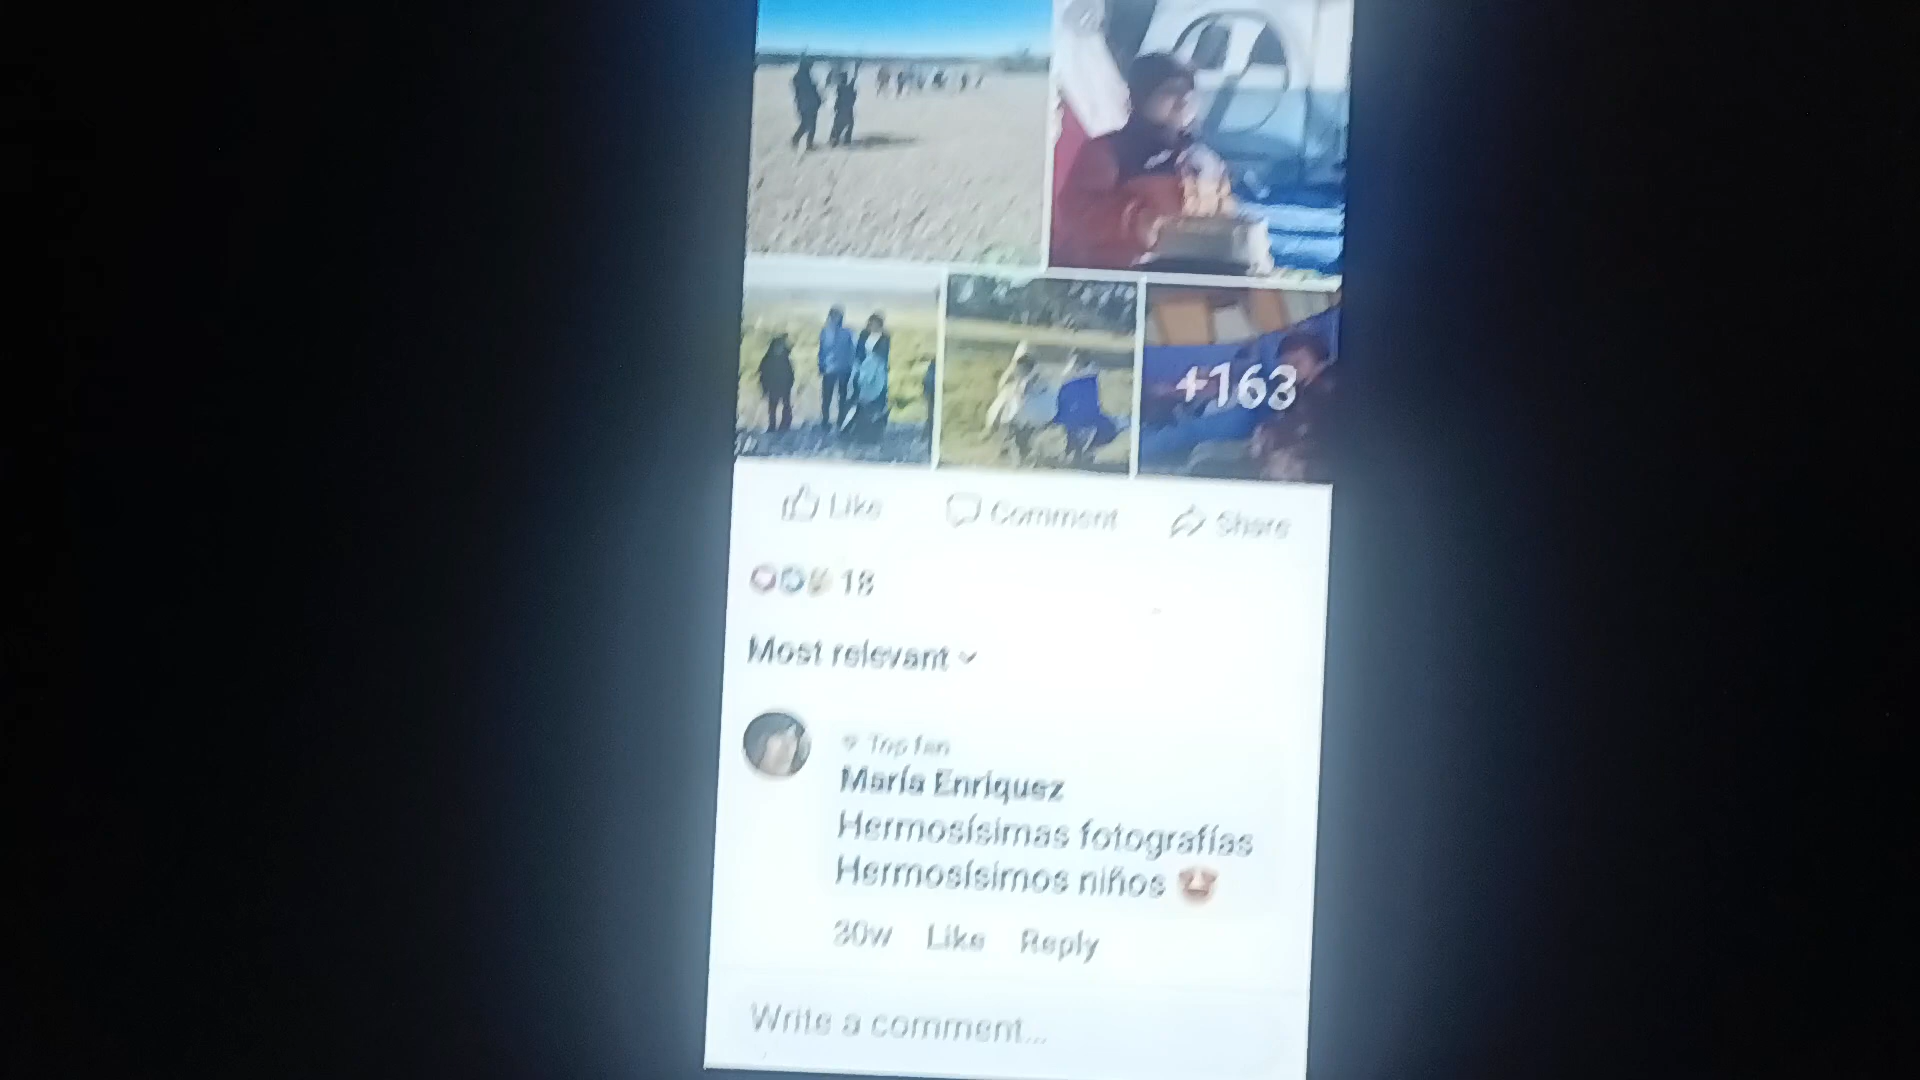 +163
Like Comment Share
18
Most relevant
Top fan
María Enríquez
Hermosísimas fotografías
Hermosísimos niños
30w Like Reply
Write a comment...